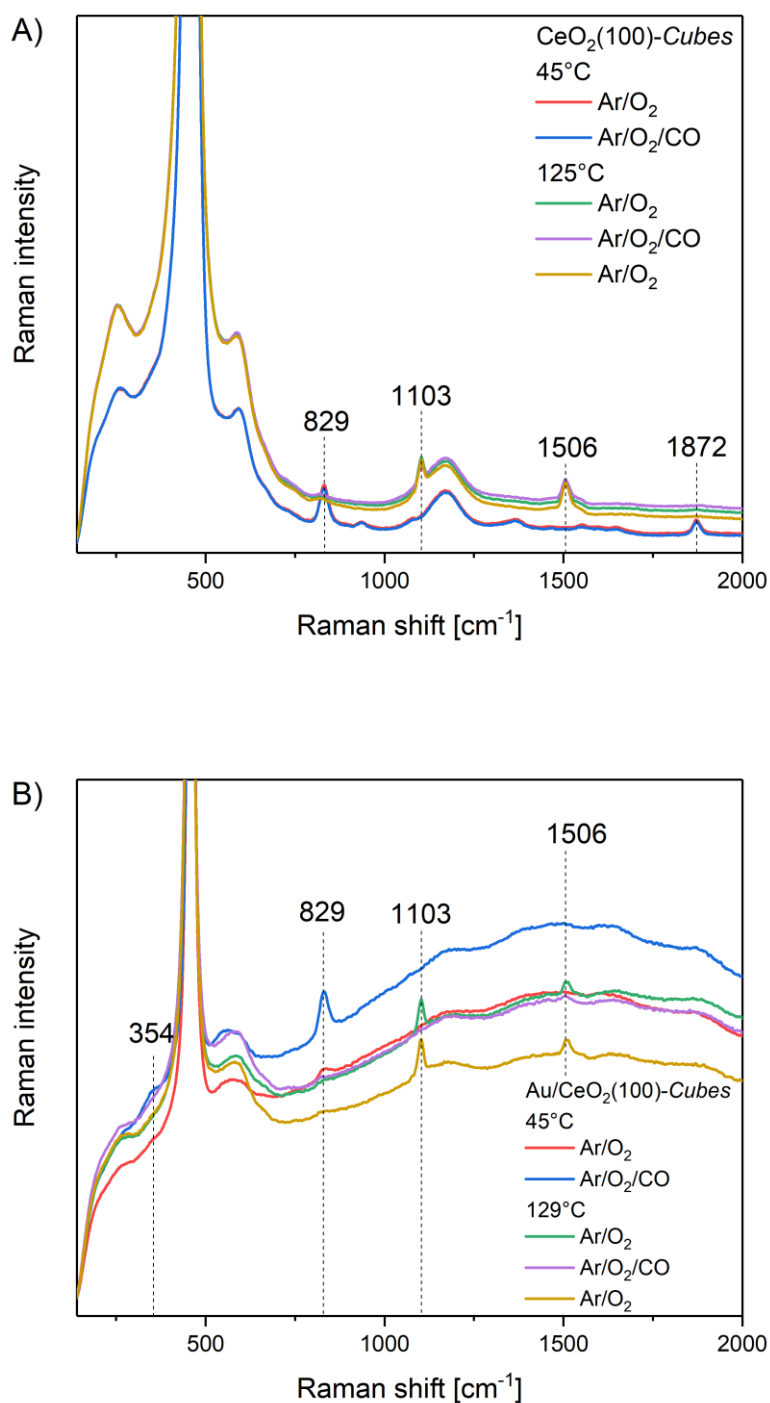 A)
CeO₂(100)-Cubes
45°C
Ar/O₂
Ar/O₂/CO
125°C
Ar/O₂
Ar/O₂/CO
Ar/O₂
829
1103
1506
1872
Raman intensity
500
1000
1500
2000
Raman shift [cm⁻¹]
B)
354
829
1103
1506
Au/CeO₂(100)-Cubes
45°C
Ar/O₂
Ar/O₂/CO
129°C
Ar/O₂
Ar/O₂/CO
Ar/O₂
Raman intensity
500
1000
1500
2000
Raman shift [cm⁻¹]